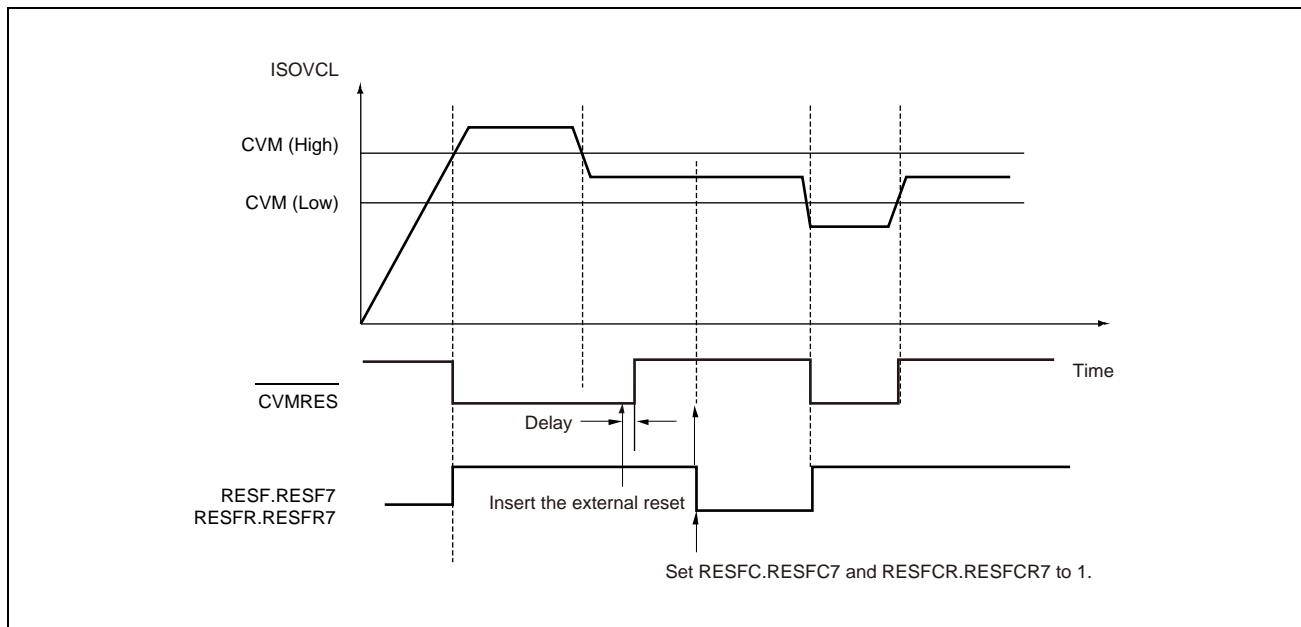 ISOVCL
CVM (High)
CVM (Low)
Time
CVMRES
Delay
RESF.RESF7
RESFR.RESFR7
Insert the external reset
Set RESFC.RESFC7 and RESFCR.RESFCR7 to 1.